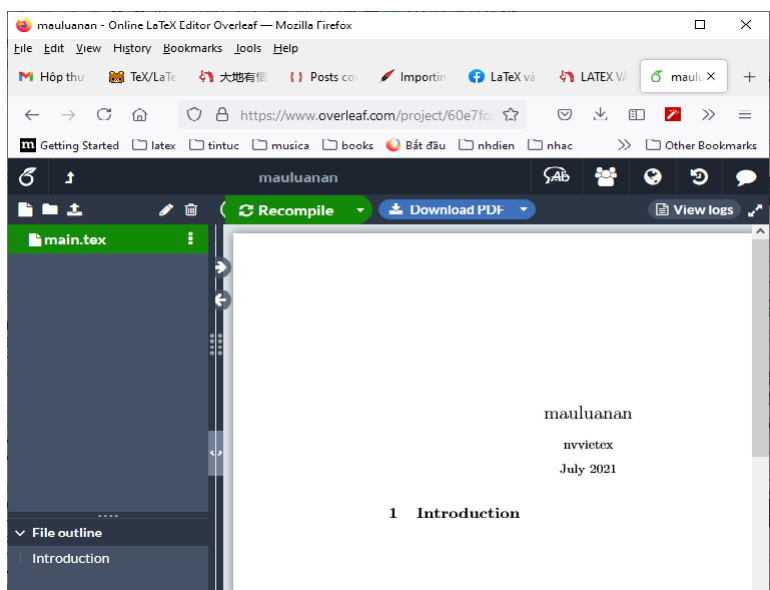 mauluanan - Online LaTeX Editor Overleaf — Mozilla Firefox
File Edit View History Bookmarks Tools Help
Hộp thư TeX/LaTe 大地有情 Posts co Importin LaTeX và LATEX V maulu
https://www.overleaf.com/project/60e7fcc
Getting Started latex tintuc musica books Bắt đầu nhdien nhac Other Bookmarks
mauluanan
Recompile Download PDF View logs
main.tex
mauluanan
nvvietex
July 2021
1 Introduction
File outline
Introduction